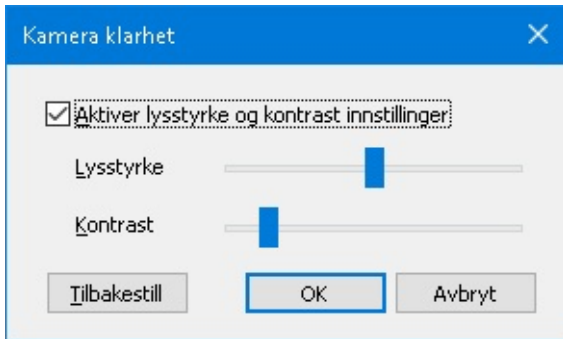 Kamera klarhet
Aktiver lysstyrke og kontrast innstillinger
Lysstyrke
Kontrast
Tilbakestill OK Avbryt